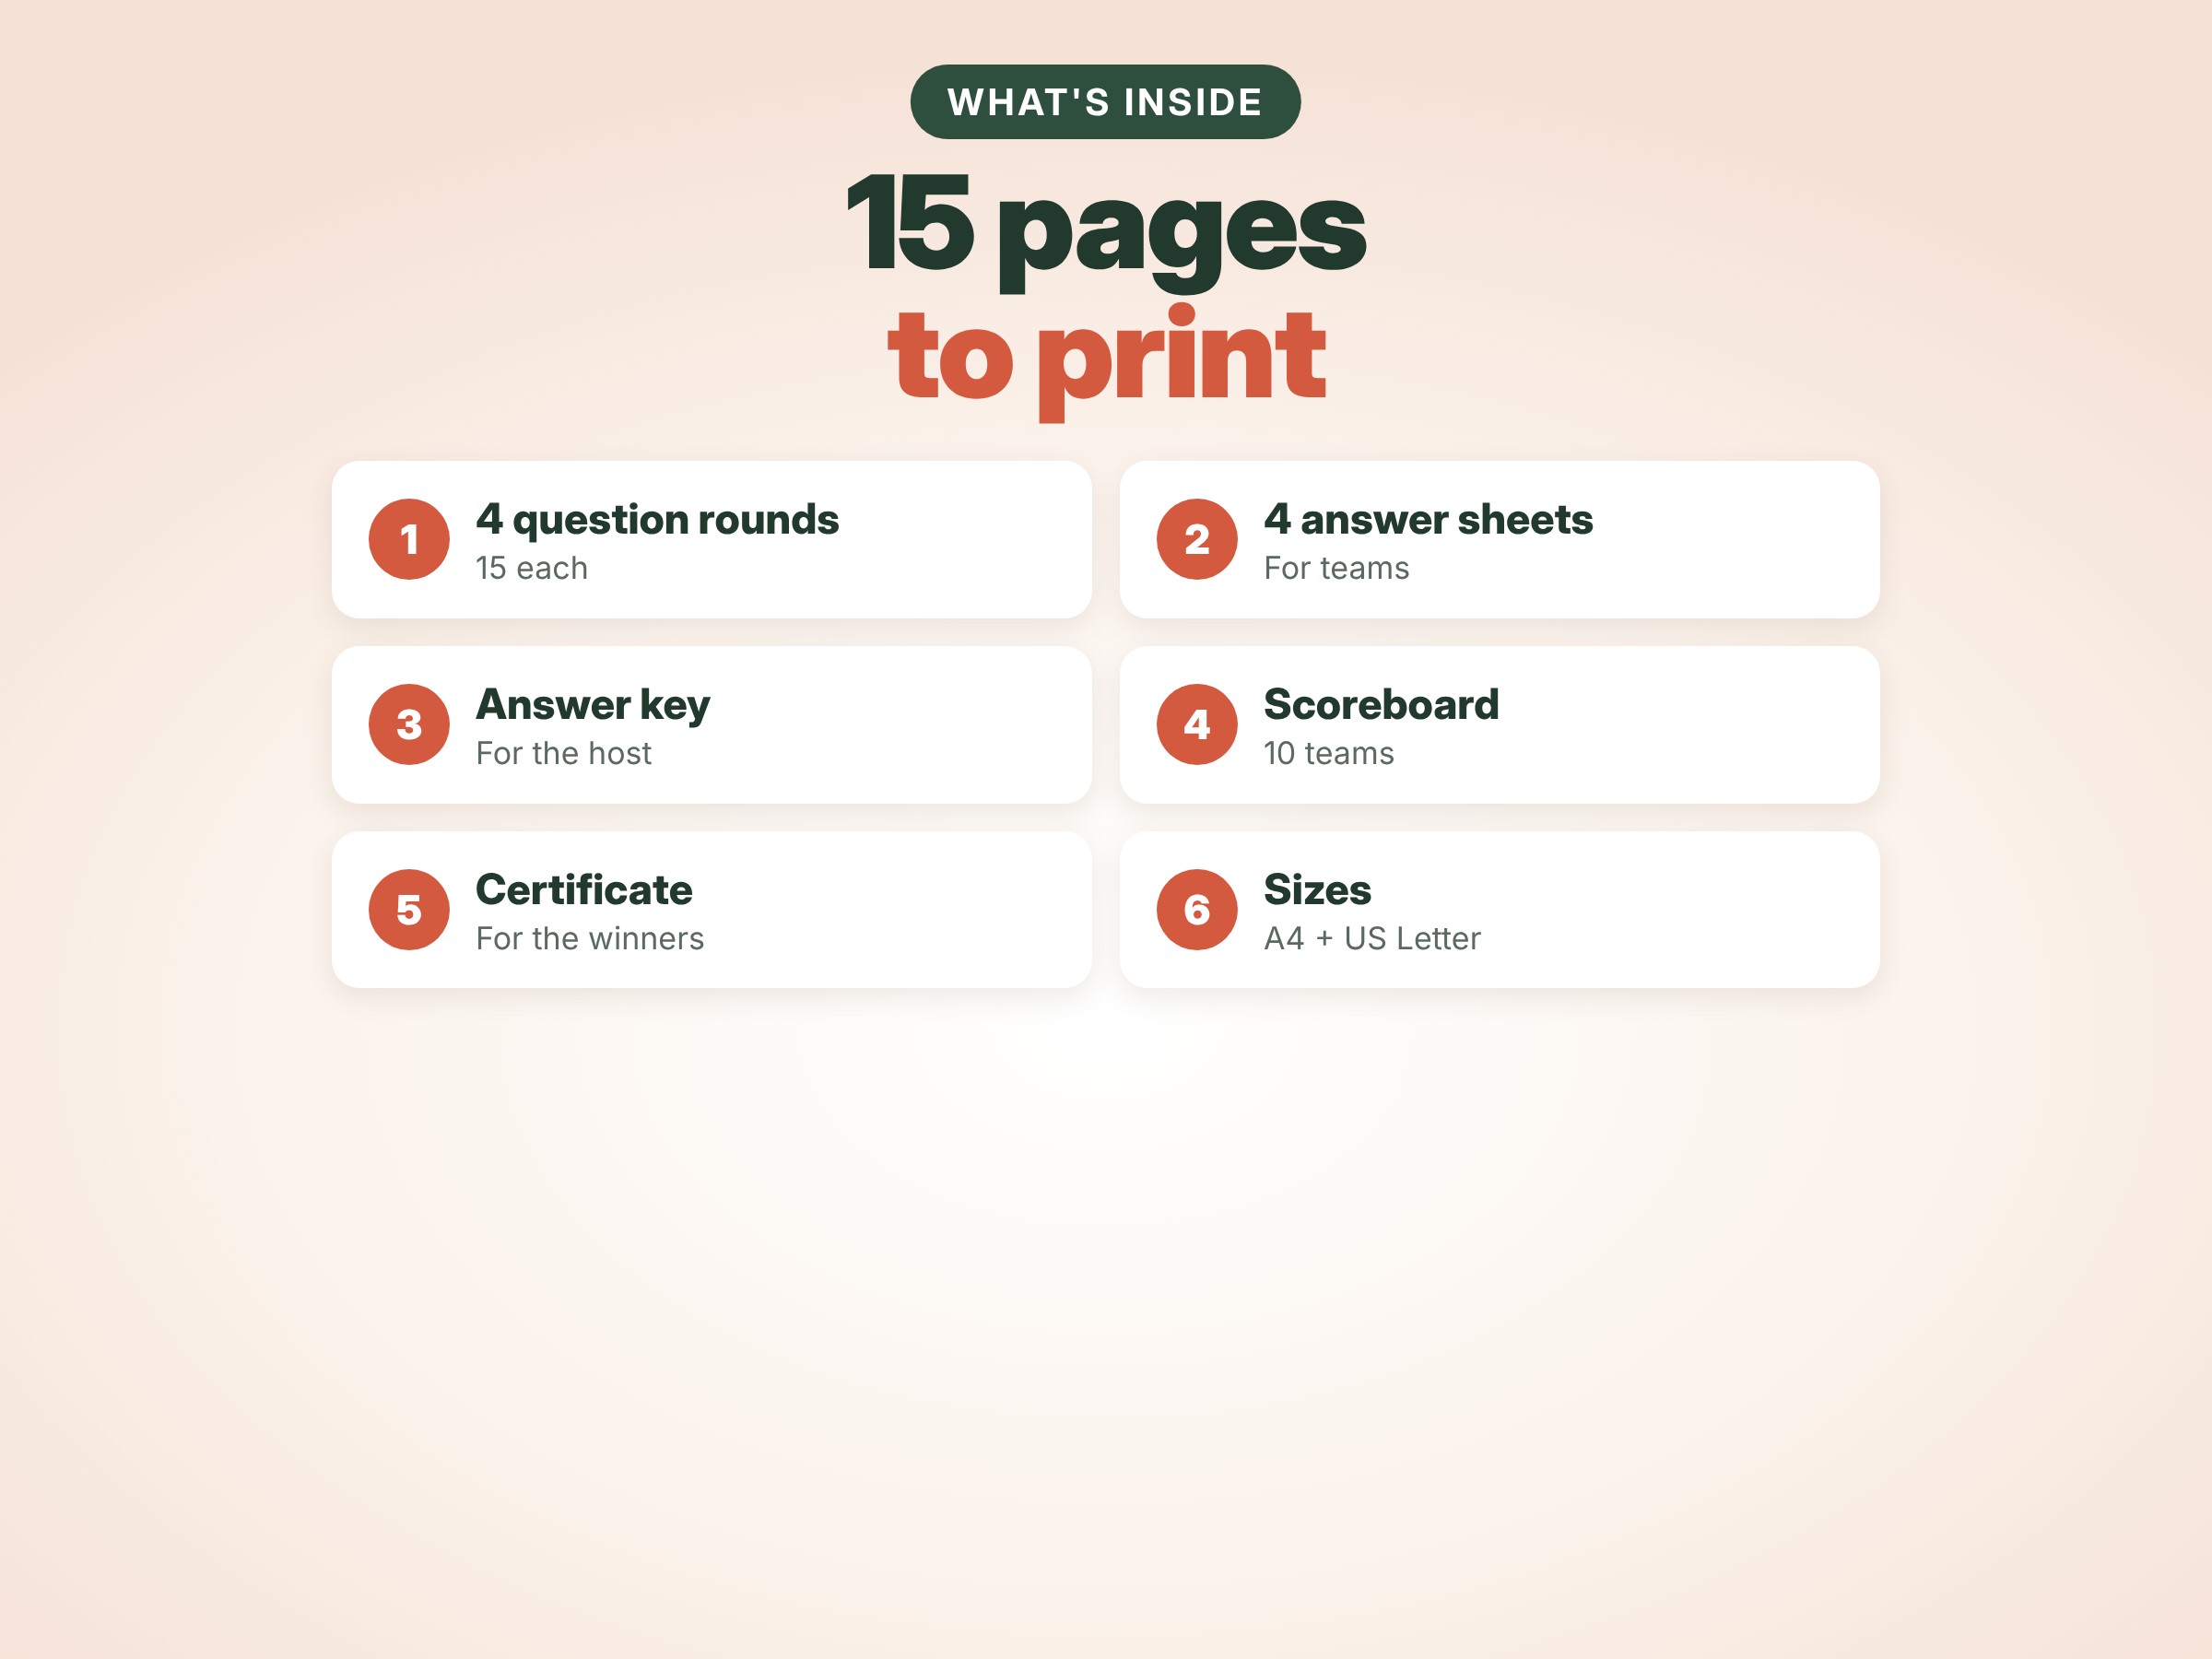 WHAT'S INSIDE
15 pages
to print
1
4 question rounds
15 each
2
4 answer sheets
For teams
3
Answer key
For the host
4
Scoreboard
10 teams
5
Certificate
For the winners
6
Sizes
A4 + US Letter